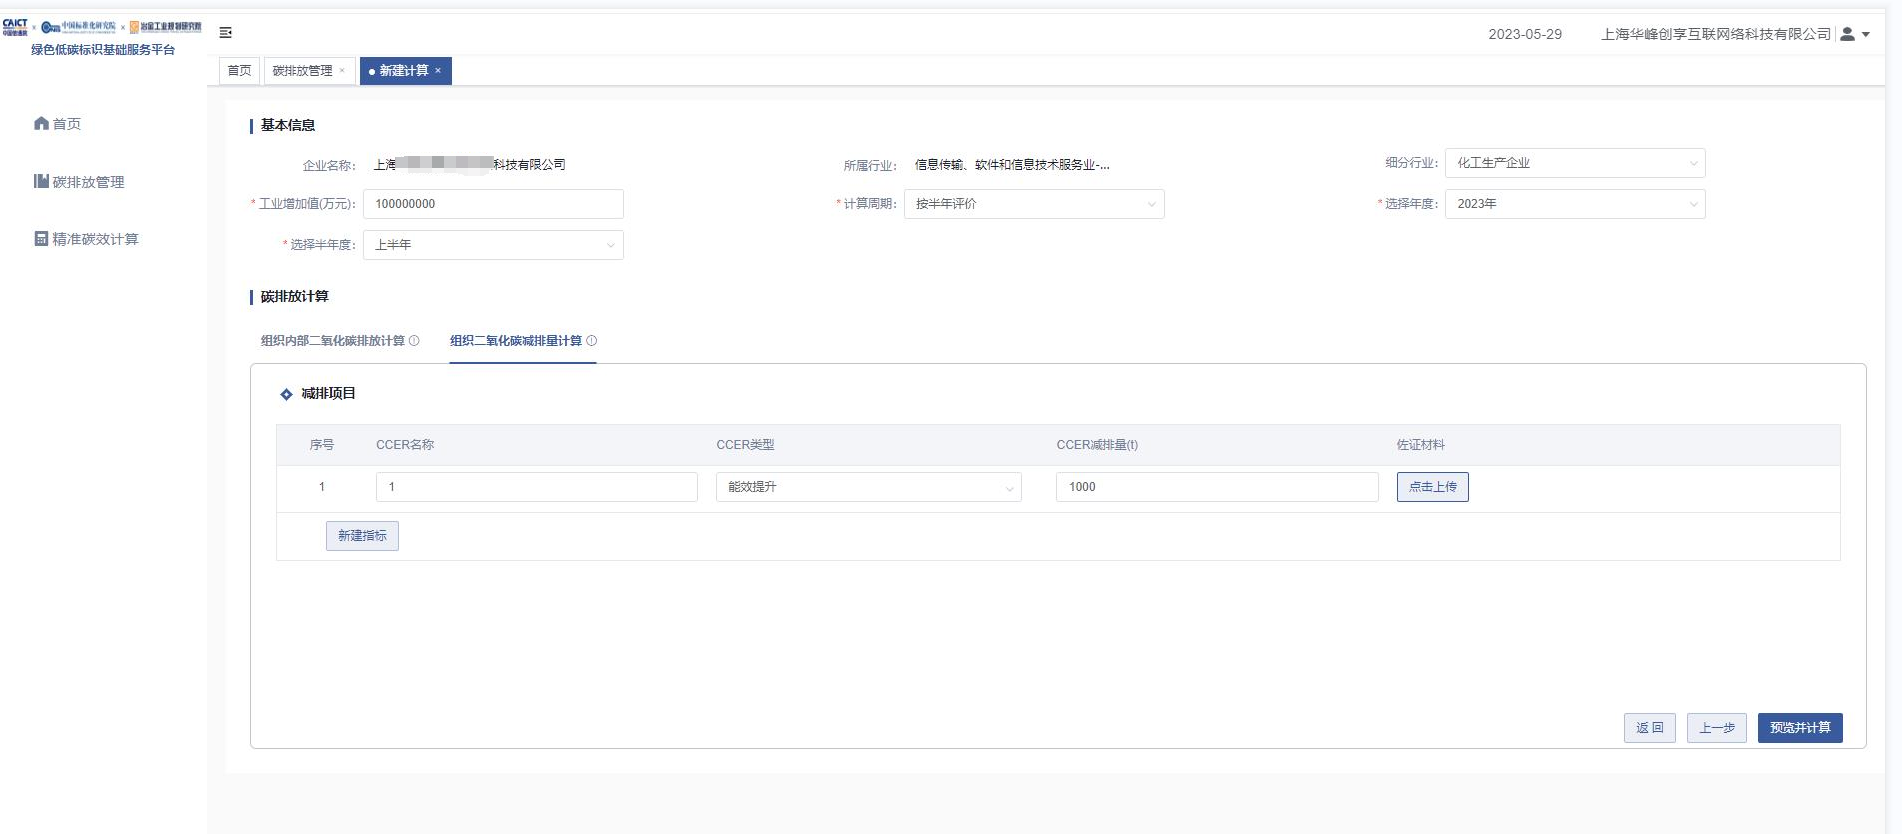 CAICT 中国信通院 × 中国标准化研究院 × 冶金工业规划研究院
绿色低碳标识基础服务平台
2023-05-29 上海华峰创享互联网络科技有限公司
首页 碳排放管理 × 新建计算 ×
首页
碳排放管理
精准碳效计算
基本信息
企业名称: 上海 科技有限公司 所属行业: 信息传输、软件和信息技术服务业-... 细分行业: 化工生产企业
* 工业增加值(万元): 100000000 * 计算周期: 按半年评价 * 选择年度: 2023年
* 选择半年度: 上半年
碳排放计算
组织内部二氧化碳排放计算 组织二氧化碳减排量计算
减排项目
序号 CCER名称 CCER类型 CCER减排量(t) 佐证材料
1 1 能效提升 1000 点击上传
新建指标
返回 上一步 预览并计算